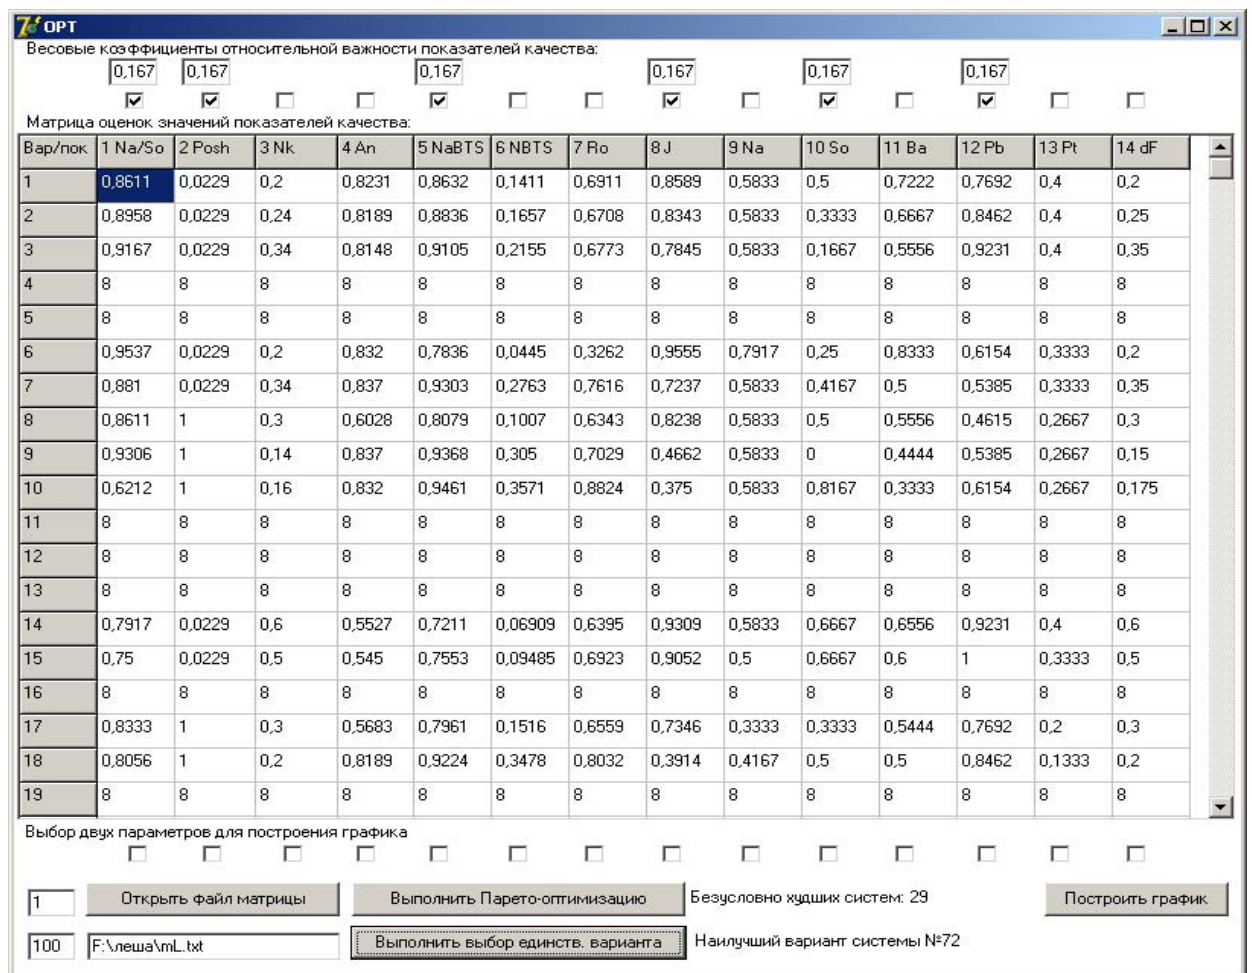 ОРТ
Весовые коэффициенты относительной важности показателей качества:
0,167 0,167 0,167 0,167 0,167 0,167
Матрица оценок значений показателей качества:
Вар/пок 1 Na/So 2 Posh 3 Nk 4 An 5 NaBTS 6 NBTS 7 Ro 8 J 9 Na 10 So 11 Ba 12 Pb 13 Pt 14 dF
1 0,8611 0,0229 0,2 0,8231 0,8632 0,1411 0,6911 0,8589 0,5833 0,5 0,7222 0,7692 0,4 0,2
2 0,8958 0,0229 0,24 0,8189 0,8836 0,1657 0,6708 0,8343 0,5833 0,3333 0,6667 0,8462 0,4 0,25
3 0,9167 0,0229 0,34 0,8148 0,9105 0,2155 0,6773 0,7845 0,5833 0,1667 0,5556 0,9231 0,4 0,35
4 8 8 8 8 8 8 8 8 8 8 8 8 8 8
5 8 8 8 8 8 8 8 8 8 8 8 8 8 8
6 0,9537 0,0229 0,2 0,832 0,7836 0,0445 0,3262 0,9555 0,7917 0,25 0,8333 0,6154 0,3333 0,2
7 0,881 0,0229 0,34 0,837 0,9303 0,2763 0,7616 0,7237 0,5833 0,4167 0,5 0,5385 0,3333 0,35
8 0,8611 1 0,3 0,6028 0,8079 0,1007 0,6343 0,8238 0,5833 0,5 0,5556 0,4615 0,2667 0,3
9 0,9306 1 0,14 0,837 0,9368 0,305 0,7029 0,4662 0,5833 0 0,4444 0,5385 0,2667 0,15
10 0,6212 1 0,16 0,832 0,9461 0,3571 0,8824 0,375 0,5833 0,8167 0,3333 0,6154 0,2667 0,175
11 8 8 8 8 8 8 8 8 8 8 8 8 8 8
12 8 8 8 8 8 8 8 8 8 8 8 8 8 8
13 8 8 8 8 8 8 8 8 8 8 8 8 8 8
14 0,7917 0,0229 0,6 0,5527 0,7211 0,06909 0,6395 0,9309 0,5833 0,6667 0,6556 0,9231 0,4 0,6
15 0,75 0,0229 0,5 0,545 0,7553 0,09485 0,6923 0,9052 0,5 0,6667 0,6 1 0,3333 0,5
16 8 8 8 8 8 8 8 8 8 8 8 8 8 8
17 0,8333 1 0,3 0,5683 0,7961 0,1516 0,6559 0,7346 0,3333 0,3333 0,5444 0,7692 0,2 0,3
18 0,8056 1 0,2 0,8189 0,9224 0,3478 0,8032 0,3914 0,4167 0,5 0,5 0,8462 0,1333 0,2
19 8 8 8 8 8 8 8 8 8 8 8 8 8 8
Выбор двух параметров для построения графика
1 Открыть файл матрицы Выполнить Парето-оптимизацию Безусловно худших систем: 29 Построить график
100 F:\леша\mL.txt Выполнить выбор единств. варианта Наилучший вариант системы №72